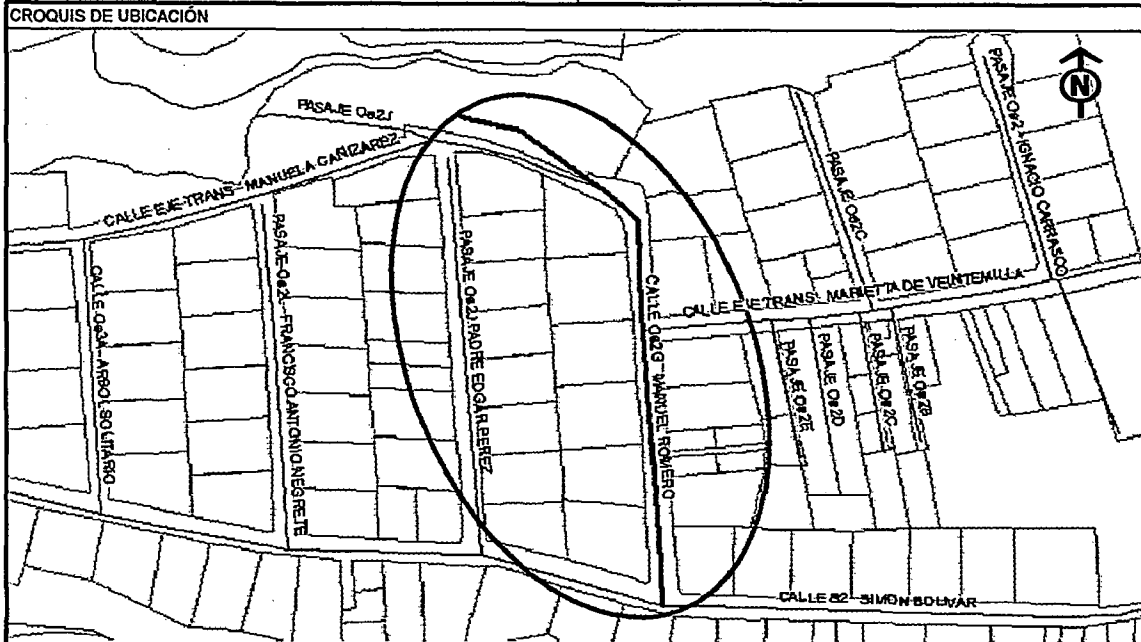 CROQUIS DE UBICACIÓN
N
PASAJE Oe2J
CALLE EJE TRANS- MANUELA CAÑIZAREZ
PASAJE Oe2 - IGNACIO CARRASCO
PASAJE Oe2C
CALLE Oe3A - ARBOL SOLITARIO
PASAJE Oe2L - FRANCISCO ANTONIO NEGRETE
PASAJE Oe2J PADRE EDGAR PEREZ
CALLE Oe2G - MANUEL ROMERO
CALLE EJE TRANS- MARIETTA DE VEINTEMILLA
PASAJE Oe2E
PASAJE Oe2D
PASAJE Oe2C
PASAJE Oe2B
CALLE S2 - SIMON BOLIVAR